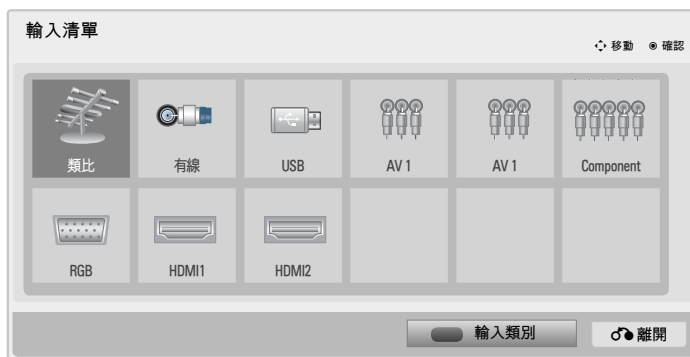 輸入清單
移動 確認
類比 有線 USB AV 1 AV 1 Component
RGB HDMI1 HDMI2
輸入類別 離開